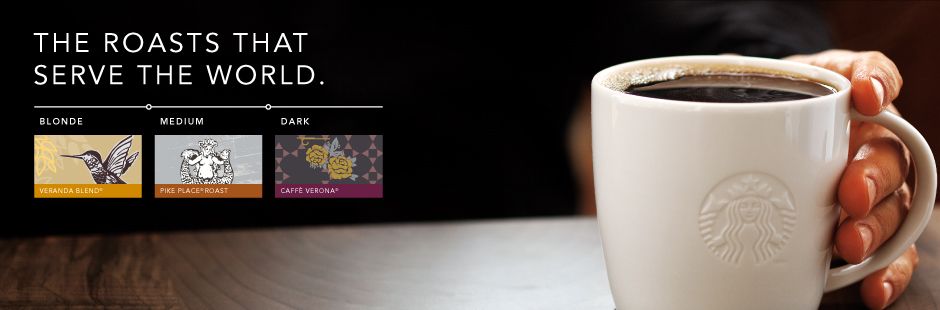 THE ROASTS THAT
SERVE THE WORLD.
BLONDE MEDIUM DARK
VERANDA BLEND® PIKE PLACE® ROAST CAFFÈ VERONA®